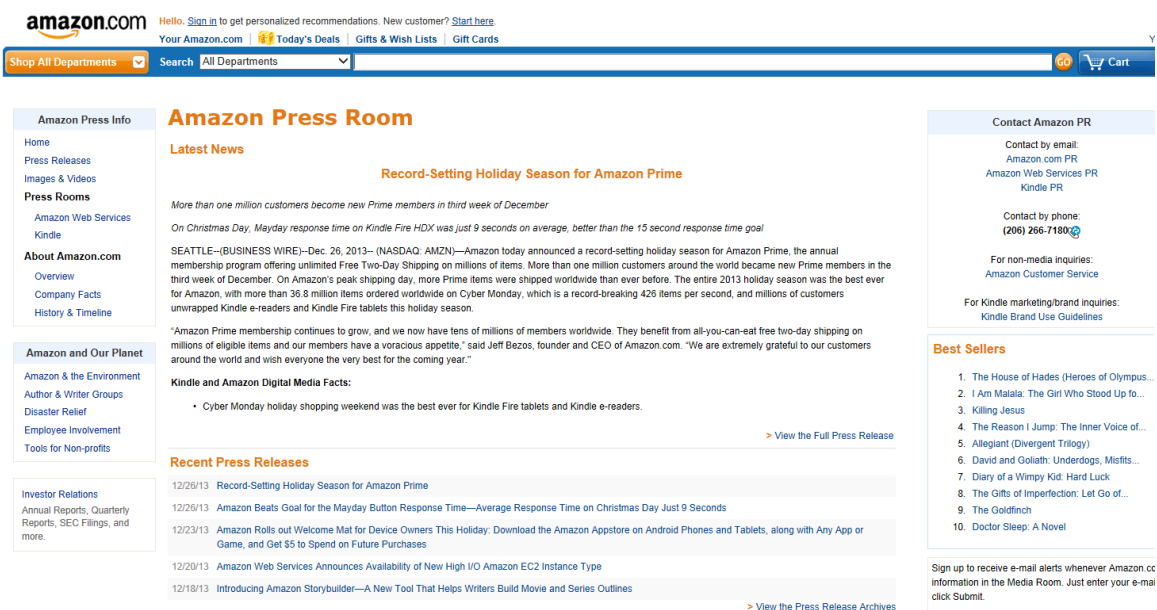 amazon.com
Hello. Sign in to get personalized recommendations. New customer? Start here.
Your Amazon.com | Today's Deals | Gifts & Wish Lists | Gift Cards
Y
Shop All Departments
Search All Departments
GO
Cart
Amazon Press Info
Home
Press Releases
Images & Videos
Press Rooms
Amazon Web Services
Kindle
About Amazon.com
Overview
Company Facts
History & Timeline
Amazon and Our Planet
Amazon & the Environment
Author & Writer Groups
Disaster Relief
Employee Involvement
Tools for Non-profits
Investor Relations
Annual Reports, Quarterly
Reports, SEC Filings, and
more.
Amazon Press Room
Latest News
Record-Setting Holiday Season for Amazon Prime
More than one million customers become new Prime members in third week of December
On Christmas Day, Mayday response time on Kindle Fire HDX was just 9 seconds on average, better than the 15 second response time goal
SEATTLE--(BUSINESS WIRE)--Dec. 26, 2013-- (NASDAQ: AMZN)—Amazon today announced a record-setting holiday season for Amazon Prime, the annual
membership program offering unlimited Free Two-Day Shipping on millions of items. More than one million customers around the world became new Prime members in the
third week of December. On Amazon's peak shipping day, more Prime items were shipped worldwide than ever before. The entire 2013 holiday season was the best ever
for Amazon, with more than 36.8 million items ordered worldwide on Cyber Monday, which is a record-breaking 426 items per second, and millions of customers
unwrapped Kindle e-readers and Kindle Fire tablets this holiday season.
“Amazon Prime membership continues to grow, and we now have tens of millions of members worldwide. They benefit from all-you-can-eat free two-day shipping on
millions of eligible items and our members have a voracious appetite,” said Jeff Bezos, founder and CEO of Amazon.com. “We are extremely grateful to our customers
around the world and wish everyone the very best for the coming year.”
Kindle and Amazon Digital Media Facts:
• Cyber Monday holiday shopping weekend was the best ever for Kindle Fire tablets and Kindle e-readers.
> View the Full Press Release
Recent Press Releases
12/26/13 Record-Setting Holiday Season for Amazon Prime
12/26/13 Amazon Beats Goal for the Mayday Button Response Time—Average Response Time on Christmas Day Just 9 Seconds
12/23/13 Amazon Rolls out Welcome Mat for Device Owners This Holiday: Download the Amazon Appstore on Android Phones and Tablets, along with Any App or
Game, and Get $5 to Spend on Future Purchases
12/20/13 Amazon Web Services Announces Availability of New High I/O Amazon EC2 Instance Type
12/18/13 Introducing Amazon Storybuilder—A New Tool That Helps Writers Build Movie and Series Outlines
> View the Press Release Archives
Contact Amazon PR
Contact by email:
Amazon.com PR
Amazon Web Services PR
Kindle PR
Contact by phone:
(206) 266-7180
For non-media inquiries:
Amazon Customer Service
For Kindle marketing/brand inquiries:
Kindle Brand Use Guidelines
Best Sellers
1. The House of Hades (Heroes of Olympus...
2. I Am Malala: The Girl Who Stood Up fo...
3. Killing Jesus
4. The Reason I Jump: The Inner Voice of...
5. Allegiant (Divergent Trilogy)
6. David and Goliath: Underdogs, Misfits...
7. Diary of a Wimpy Kid: Hard Luck
8. The Gifts of Imperfection: Let Go of...
9. The Goldfinch
10. Doctor Sleep: A Novel
Sign up to receive e-mail alerts whenever Amazon.co
information in the Media Room. Just enter your e-mai
click Submit.